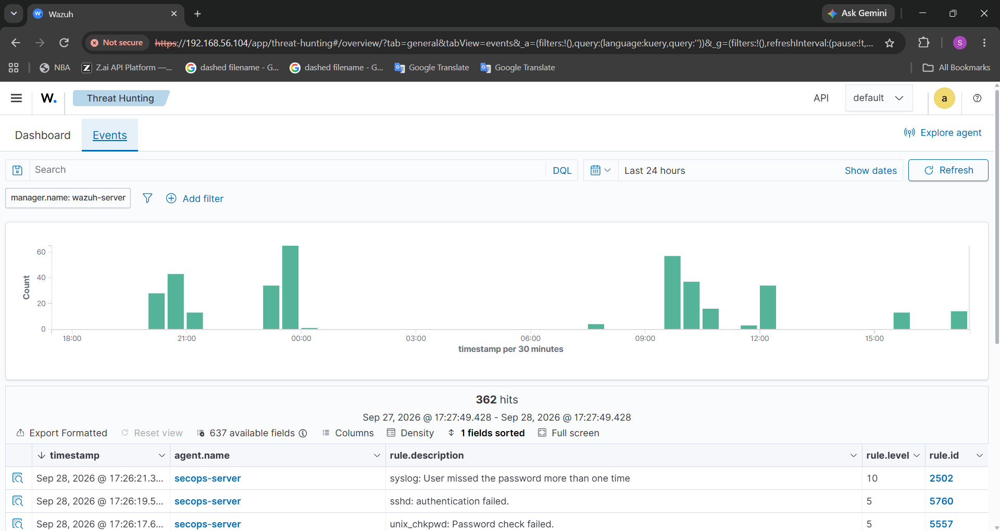 Wazuh
Ask Gemini
Not secure https://192.168.56.104/app/threat-hunting#/overview/?tab=general&tabView=events&_a=(filters:!(),query:(language:kuery,query:''))&_g=(filters:!(),refreshInterval:(pause:!t,...
S
NBA Z.ai API Platform —... dashed filename - G... dashed filename - G... Google Translate Google Translate All Bookmarks
W. Threat Hunting API default a
Dashboard Events Explore agent
Search DQL Last 24 hours Show dates Refresh
manager.name: wazuh-server Add filter
60
40
20
0
Count
18:00 21:00 00:00 03:00 06:00 09:00 12:00 15:00
timestamp per 30 minutes
362 hits
Sep 27, 2026 @ 17:27:49.428 - Sep 28, 2026 @ 17:27:49.428
Export Formatted Reset view 637 available fields Columns Density 1 fields sorted Full screen
timestamp agent.name rule.description rule.level rule.id
Sep 28, 2026 @ 17:26:21.3... secops-server syslog: User missed the password more than one time 10 2502
Sep 28, 2026 @ 17:26:19.5... secops-server sshd: authentication failed. 5 5760
Sep 28, 2026 @ 17:26:17.6... secops-server unix_chkpwd: Password check failed. 5 5557